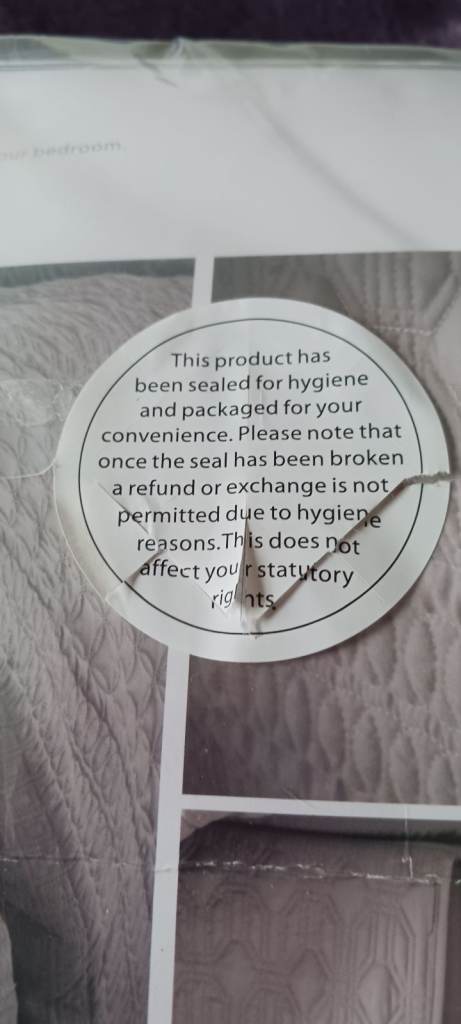 our bedroom.
This product has
been sealed for hygiene
and packaged for your
convenience. Please note that
once the seal has been broken
a refund or exchange is not
permitted due to hygiene
reasons.This does not
affect your statutory
rights.